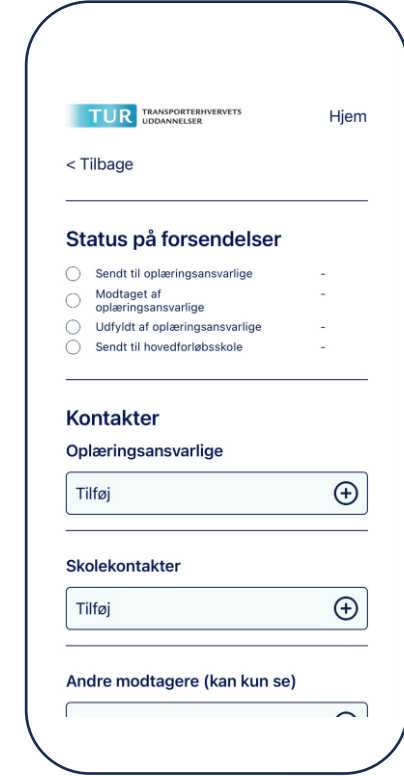 TUR TRANSPORTERHVERVETS
UDDANNELSER
Hjem
< Tilbage
Status på forsendelser
Sendt til oplæringsansvarlige -
Modtaget af -
oplæringsansvarlige
Udfyldt af oplæringsansvarlige -
Sendt til hovedforløbsskole -
Kontakter
Oplæringsansvarlige
Tilføj
Skolekontakter
Tilføj
Andre modtagere (kan kun se)